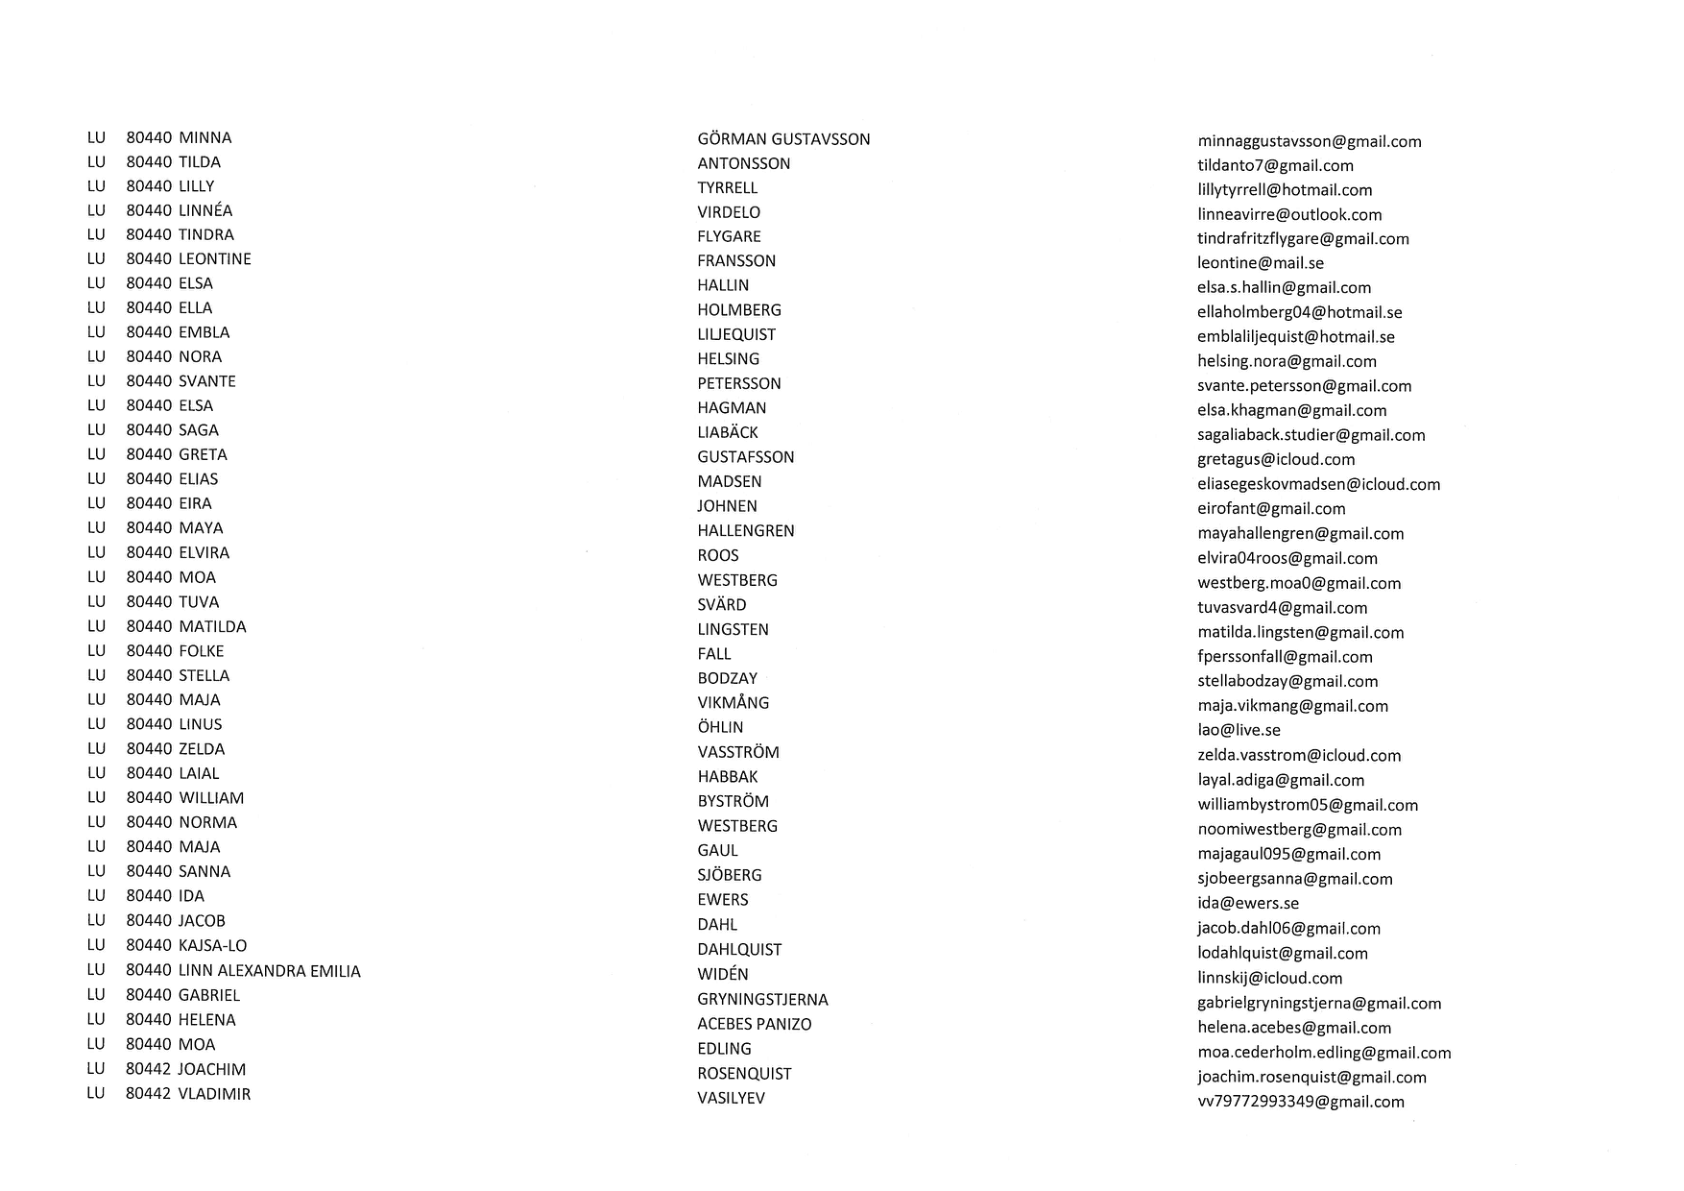 LU 80440 MINNA GÖRMAN GUSTAVSSON minnaggustavsson@gmail.com
LU 80440 TILDA ANTONSSON tildanto7@gmail.com
LU 80440 LILLY TYRRELL lillytyrrell@hotmail.com
LU 80440 LINNÉA VIRDELO linneavirre@outlook.com
LU 80440 TINDRA FLYGARE tindrafritzflygare@gmail.com
LU 80440 LEONTINE FRANSSON leontine@mail.se
LU 80440 ELSA HALLIN elsa.s.hallin@gmail.com
LU 80440 ELLA HOLMBERG ellaholmberg04@hotmail.se
LU 80440 EMBLA LILJEQUIST emblaliljequist@hotmail.se
LU 80440 NORA HELSING helsing.nora@gmail.com
LU 80440 SVANTE PETERSSON svante.petersson@gmail.com
LU 80440 ELSA HAGMAN elsa.khagman@gmail.com
LU 80440 SAGA LIABÄCK sagaliaback.studier@gmail.com
LU 80440 GRETA GUSTAFSSON gretagus@icloud.com
LU 80440 ELIAS MADSEN eliasegeskovmadsen@icloud.com
LU 80440 EIRA JOHNEN eirofant@gmail.com
LU 80440 MAYA HALLENGREN mayahallengren@gmail.com
LU 80440 ELVIRA ROOS elvira04roos@gmail.com
LU 80440 MOA WESTBERG westberg.moa0@gmail.com
LU 80440 TUVA SVÄRD tuvasvard4@gmail.com
LU 80440 MATILDA LINGSTEN matilda.lingsten@gmail.com
LU 80440 FOLKE FALL fperssonfall@gmail.com
LU 80440 STELLA BODZAY stellabodzay@gmail.com
LU 80440 MAJA VIKMÅNG maja.vikmang@gmail.com
LU 80440 LINUS ÖHLIN lao@live.se
LU 80440 ZELDA VASSTRÖM zelda.vasstrom@icloud.com
LU 80440 LAIAL HABBAK layal.adiga@gmail.com
LU 80440 WILLIAM BYSTRÖM williambystrom05@gmail.com
LU 80440 NORMA WESTBERG noomiwestberg@gmail.com
LU 80440 MAJA GAUL majagaul095@gmail.com
LU 80440 SANNA SJÖBERG sjobeergsanna@gmail.com
LU 80440 IDA EWERS ida@ewers.se
LU 80440 JACOB DAHL jacob.dahl06@gmail.com
LU 80440 KAJSA-LO DAHLQUIST lodahlquist@gmail.com
LU 80440 LINN ALEXANDRA EMILIA WIDÉN linnskij@icloud.com
LU 80440 GABRIEL GRYNINGSTJERNA gabrielgryningstjerna@gmail.com
LU 80440 HELENA ACEBES PANIZO helena.acebes@gmail.com
LU 80440 MOA EDLING moa.cederholm.edling@gmail.com
LU 80442 JOACHIM ROSENQUIST joachim.rosenquist@gmail.com
LU 80442 VLADIMIR VASILYEV vv79772993349@gmail.com